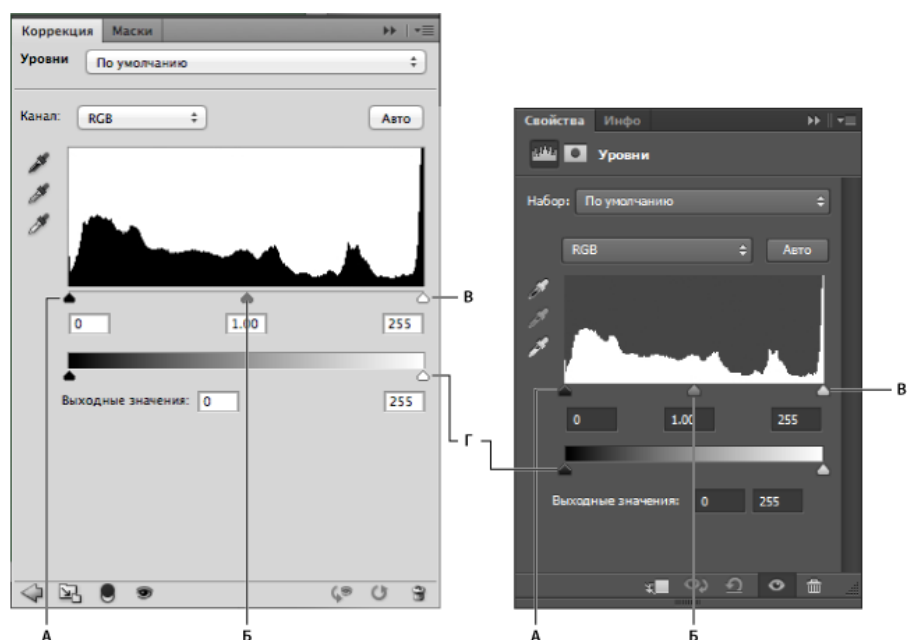 Коррекция Маски
Уровни По умолчанию
Канал: RGB Авто
0 1.00 255
Выходные значения: 0 255
Свойства Инфо
Уровни
Набор: По умолчанию
RGB Авто
0 1.00 255
Выходные значения: 0 255
В
В
Г
А Б А Б